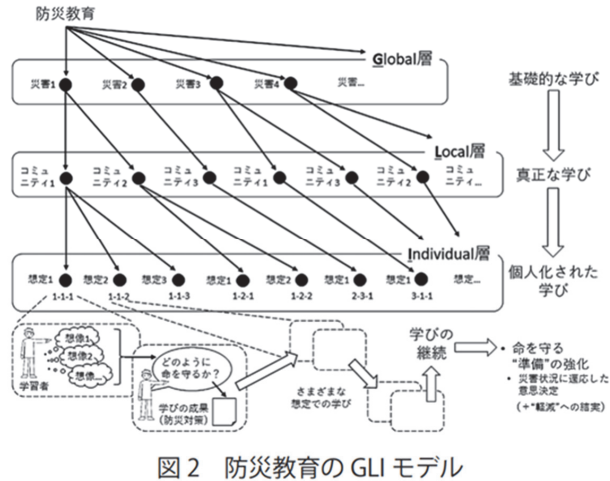 防災教育
Global層
災害1 災害2 災害3 災害4 災害...
基礎的な学び
Local層
コミュニティ1 コミュニティ2 コミュニティ3 コミュニティ1 コミュニティ3 コミュニティ2 コミュニティ...
真正な学び
Individual層
想定1 想定2 想定3 想定1 想定2 想定1 想定3 想定...
1-1-1 1-1-2 1-1-3 1-2-1 1-2-2 2-3-1 3-1-1
個人化された
学び
想像1
想像2
想像...
学習者
どのように
命を守るか？
学びの成果
(防災対策)
さまざまな
想定での学び
学びの
継続
• 命を守る
“準備”の強化
• 災害状況に適応した
意思決定
(＋“軽減”への踏実)
図2 防災教育のGLIモデル